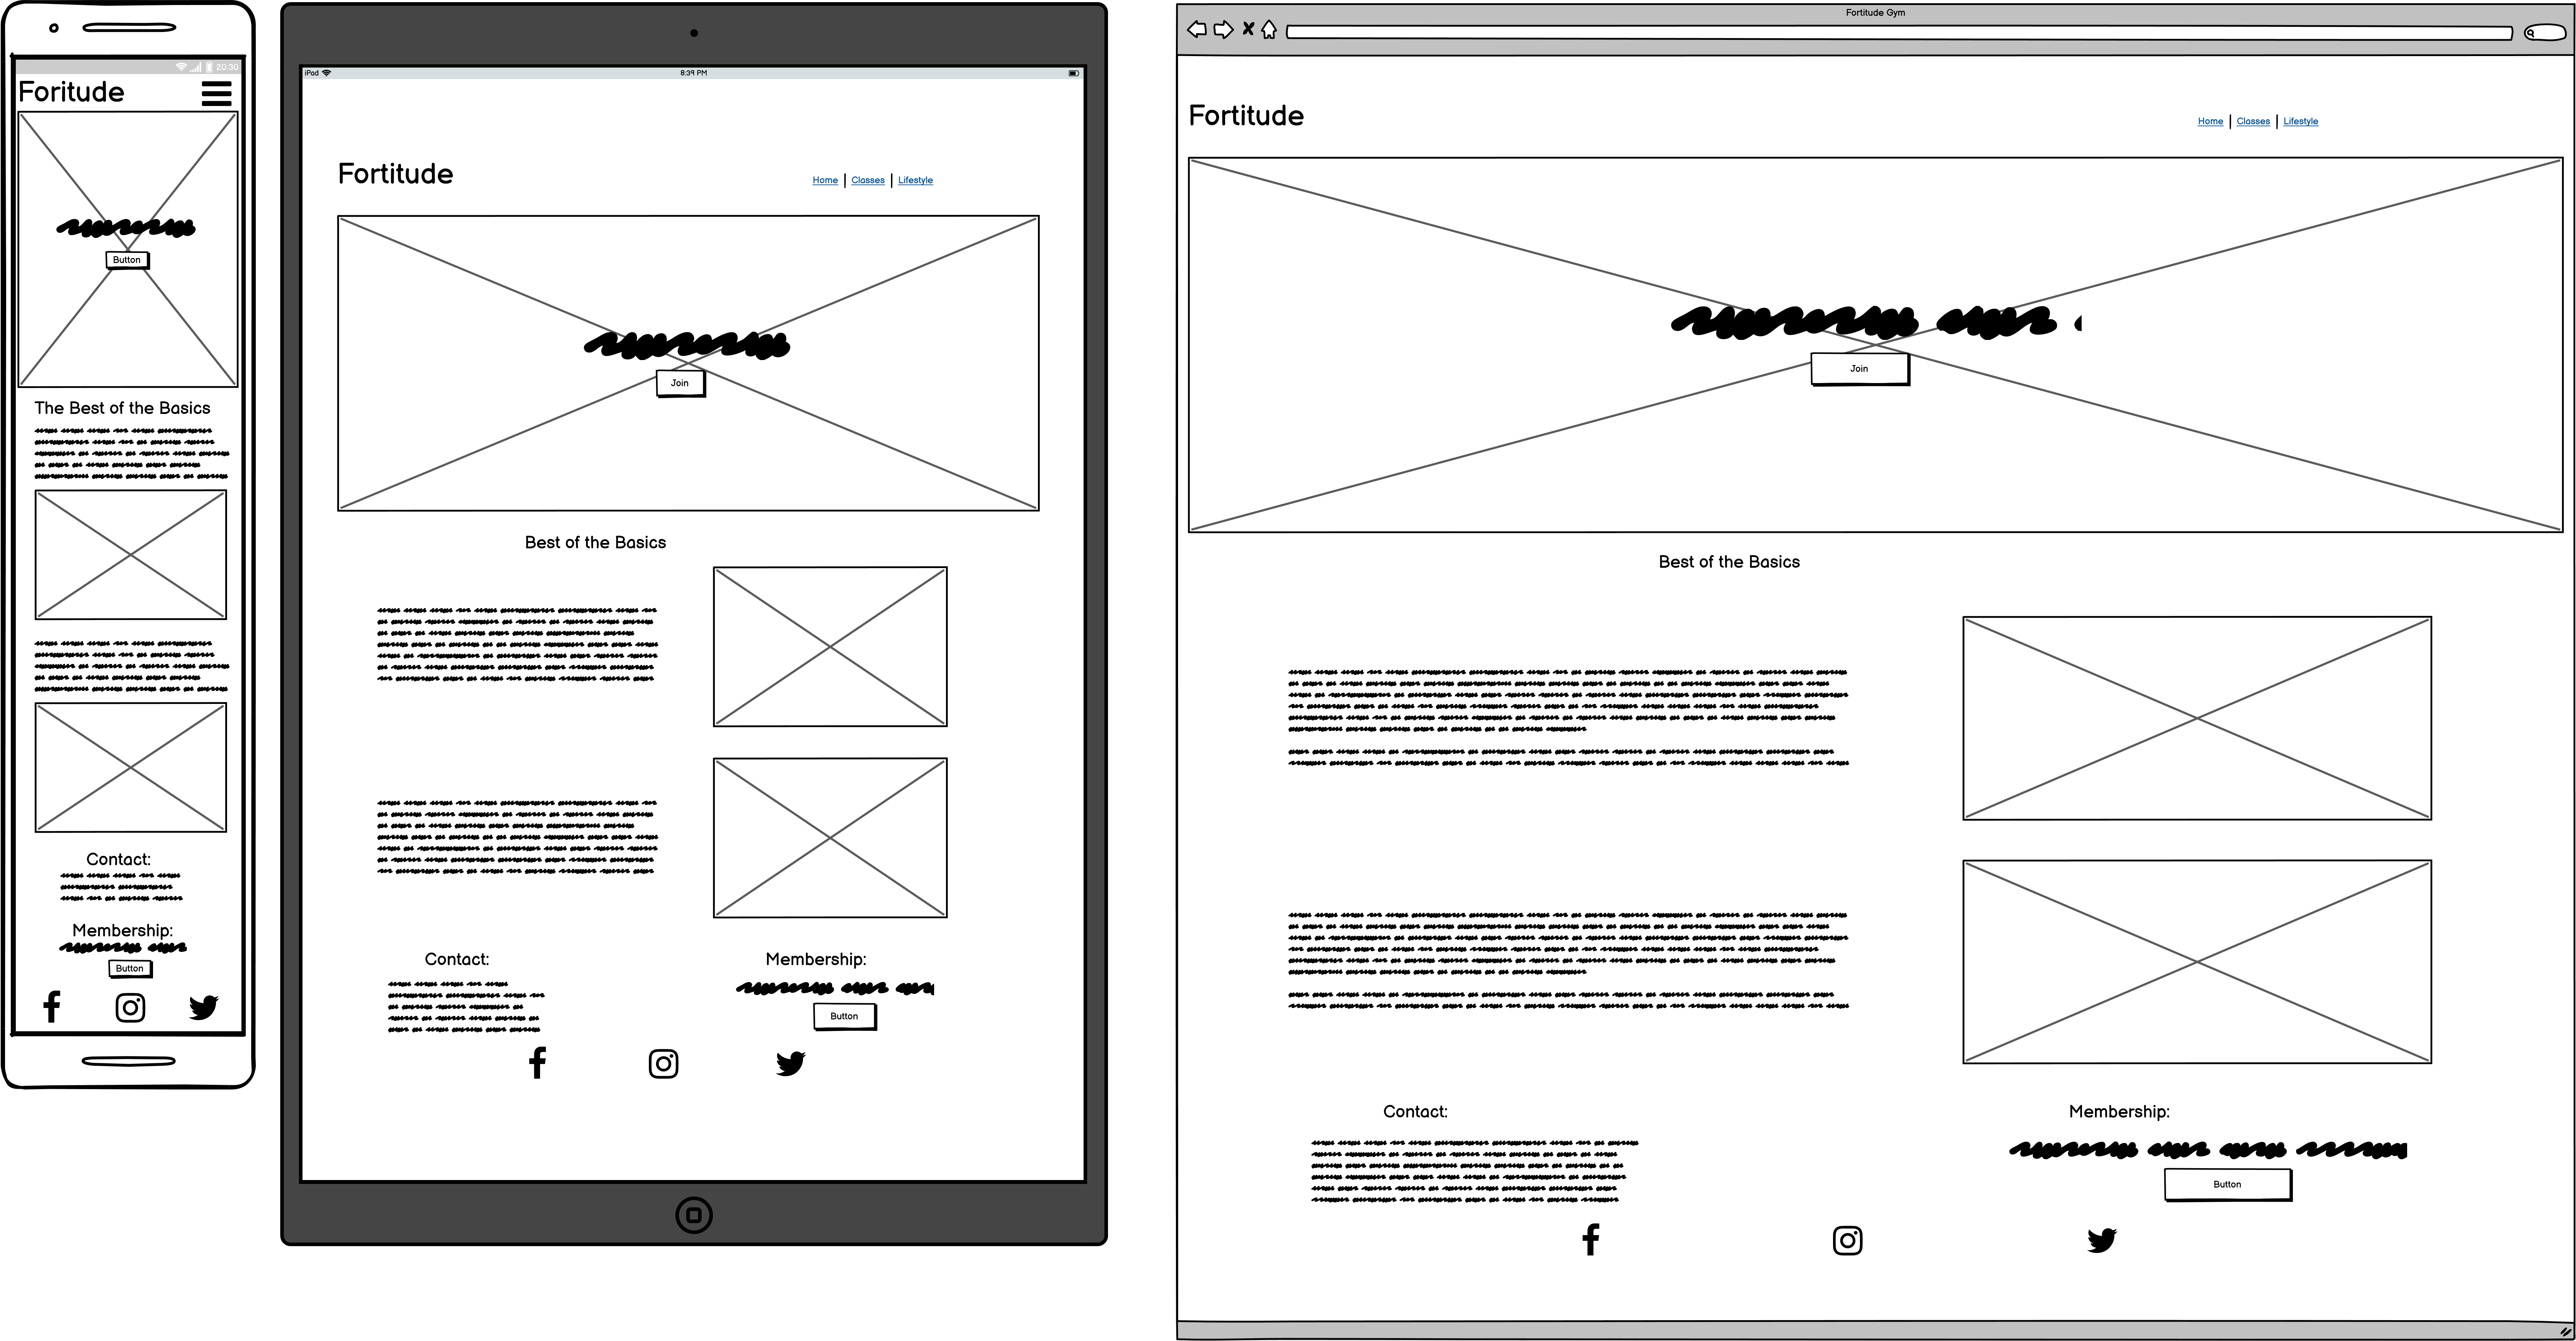 20:30
Foritude
Button
The Best of the Basics
Contact:
Membership:
Button
iPad
8:39 PM
Fortitude
Home | Classes | Lifestyle
Join
Best of the Basics
Contact:
Membership:
Button
Fortitude Gym
Fortitude
Home | Classes | Lifestyle
Join
Best of the Basics
Contact:
Membership:
Button